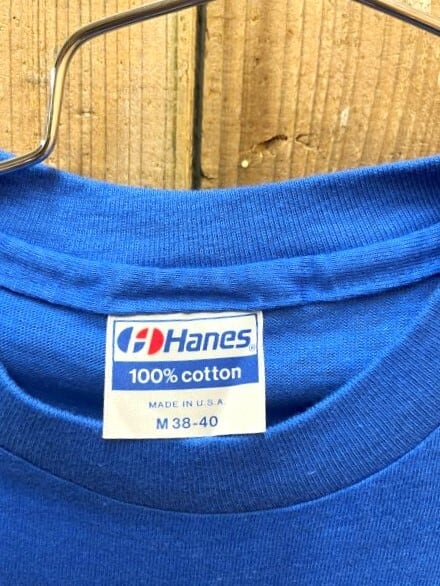 Hanes®
100% cotton
MADE IN U.S.A.
M 38-40